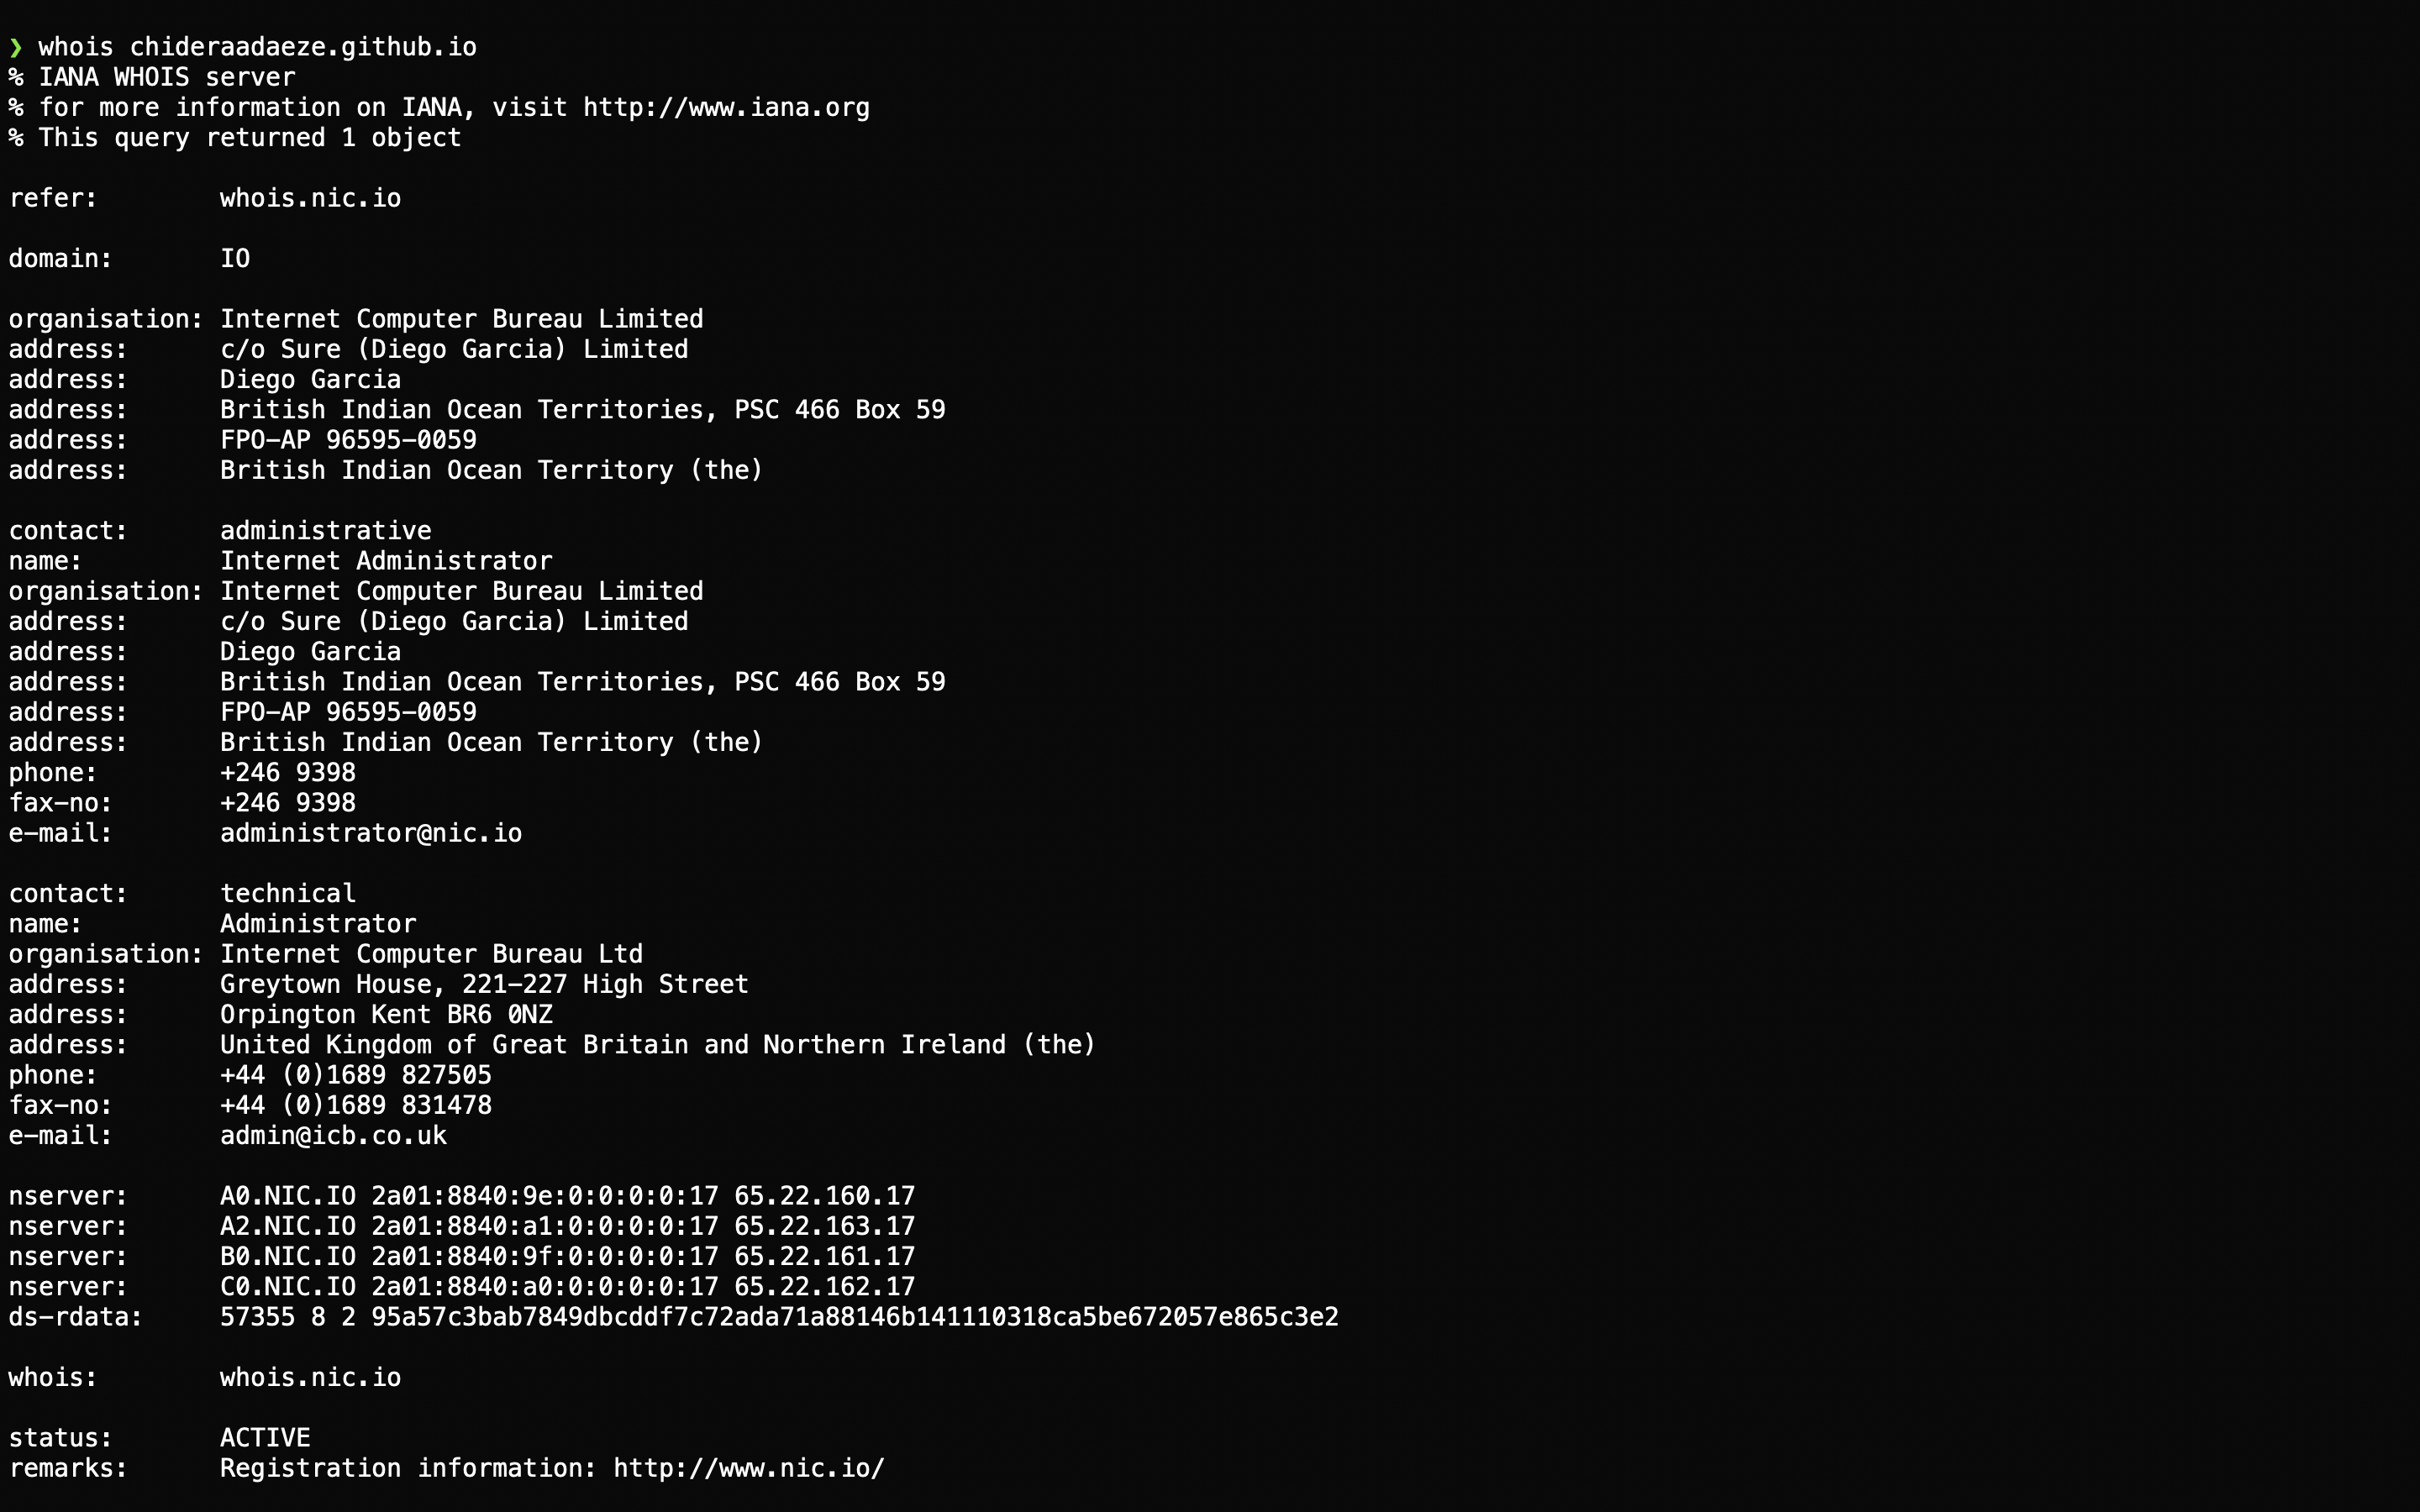 ❯ whois chideraadaeze.github.io
% IANA WHOIS server
% for more information on IANA, visit http://www.iana.org
% This query returned 1 object

refer:        whois.nic.io

domain:       IO

organisation: Internet Computer Bureau Limited
address:      c/o Sure (Diego Garcia) Limited
address:      Diego Garcia
address:      British Indian Ocean Territories, PSC 466 Box 59
address:      FPO-AP 96595-0059
address:      British Indian Ocean Territory (the)

contact:      administrative
name:         Internet Administrator
organisation: Internet Computer Bureau Limited
address:      c/o Sure (Diego Garcia) Limited
address:      Diego Garcia
address:      British Indian Ocean Territories, PSC 466 Box 59
address:      FPO-AP 96595-0059
address:      British Indian Ocean Territory (the)
phone:        +246 9398
fax-no:       +246 9398
e-mail:       administrator@nic.io

contact:      technical
name:         Administrator
organisation: Internet Computer Bureau Ltd
address:      Greytown House, 221-227 High Street
address:      Orpington Kent BR6 0NZ
address:      United Kingdom of Great Britain and Northern Ireland (the)
phone:        +44 (0)1689 827505
fax-no:       +44 (0)1689 831478
e-mail:       admin@icb.co.uk

nserver:      A0.NIC.IO 2a01:8840:9e:0:0:0:0:17 65.22.160.17
nserver:      A2.NIC.IO 2a01:8840:a1:0:0:0:0:17 65.22.163.17
nserver:      B0.NIC.IO 2a01:8840:9f:0:0:0:0:17 65.22.161.17
nserver:      C0.NIC.IO 2a01:8840:a0:0:0:0:0:17 65.22.162.17
ds-rdata:     57355 8 2 95a57c3bab7849dbcddf7c72ada71a88146b141110318ca5be672057e865c3e2

whois:        whois.nic.io

status:       ACTIVE
remarks:      Registration information: http://www.nic.io/